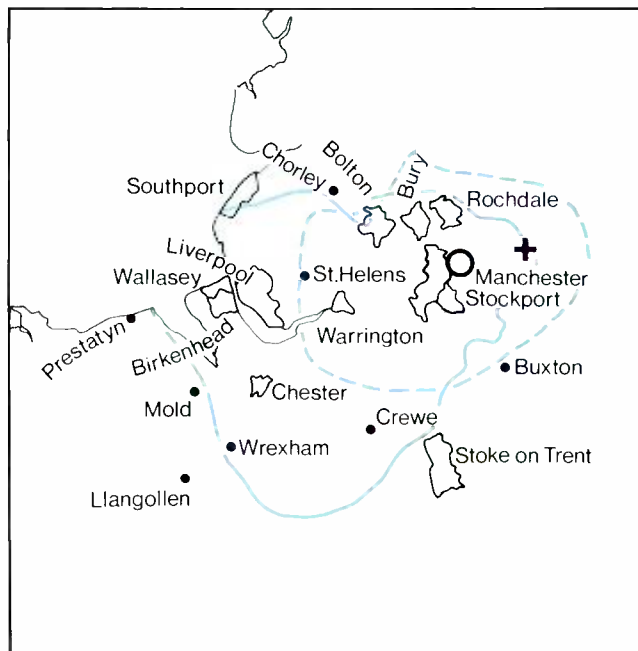 Chorley
Bolton
Bury
Southport
Rochdale
Liverpool
Wallasey
St.Helens
Manchester
Stockport
Prestatyn
Birkenhead
Warrington
Buxton
Mold
Chester
Crewe
Wrexham
Stoke on Trent
Llangollen